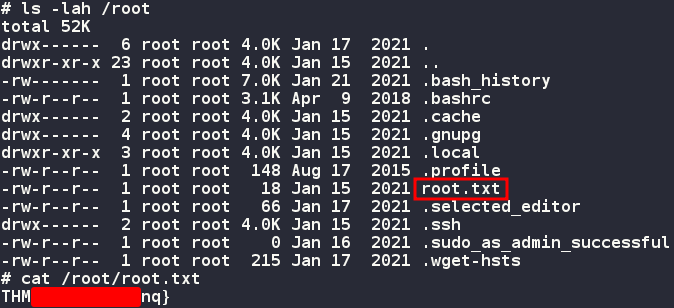 # ls -lah /root
total 52K
drwx------  6 root root 4.0K Jan 17  2021 .
drwxr-xr-x 23 root root 4.0K Jan 15  2021 ..
-rw-------  1 root root 7.0K Jan 21  2021 .bash_history
-rw-r--r--  1 root root 3.1K Apr  9  2018 .bashrc
drwx------  2 root root 4.0K Jan 15  2021 .cache
drwx------  4 root root 4.0K Jan 15  2021 .gnupg
drwxr-xr-x  3 root root 4.0K Jan 15  2021 .local
-rw-r--r--  1 root root  148 Aug 17  2015 .profile
-rw-r--r--  1 root root   18 Jan 15  2021 root.txt
-rw-r--r--  1 root root   66 Jan 17  2021 .selected_editor
drwx------  2 root root 4.0K Jan 15  2021 .ssh
-rw-r--r--  1 root root    0 Jan 16  2021 .sudo_as_admin_successful
-rw-r--r--  1 root root  215 Jan 17  2021 .wget-hsts
# cat /root/root.txt
THM nq}